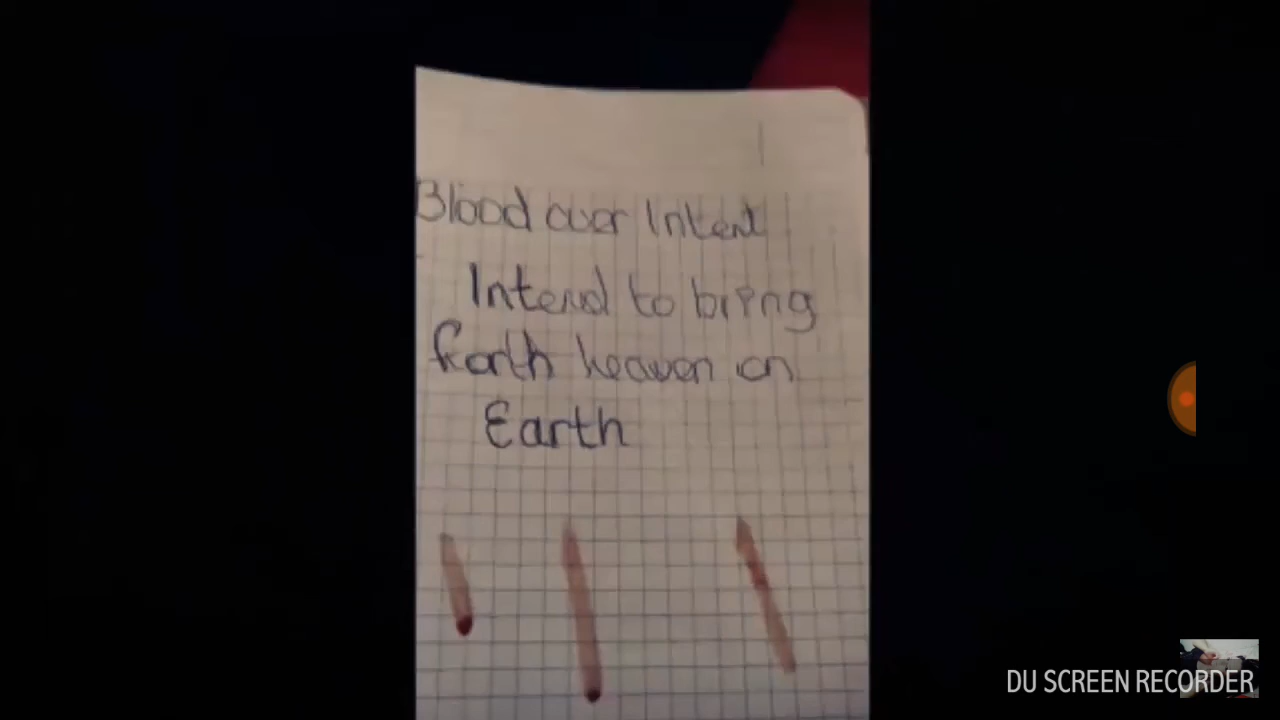 Blood over Intent
Intend to bring
forth heaven on
Earth
DU SCREEN RECORDER